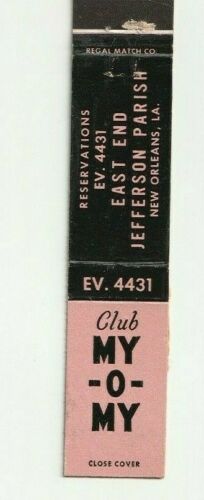 REGAL MATCH CO.
RESERVATIONS
EV. 4431
EAST END
JEFFERSON PARISH
NEW ORLEANS, LA.
EV. 4431
Club
MY
-O-
MY
CLOSE COVER